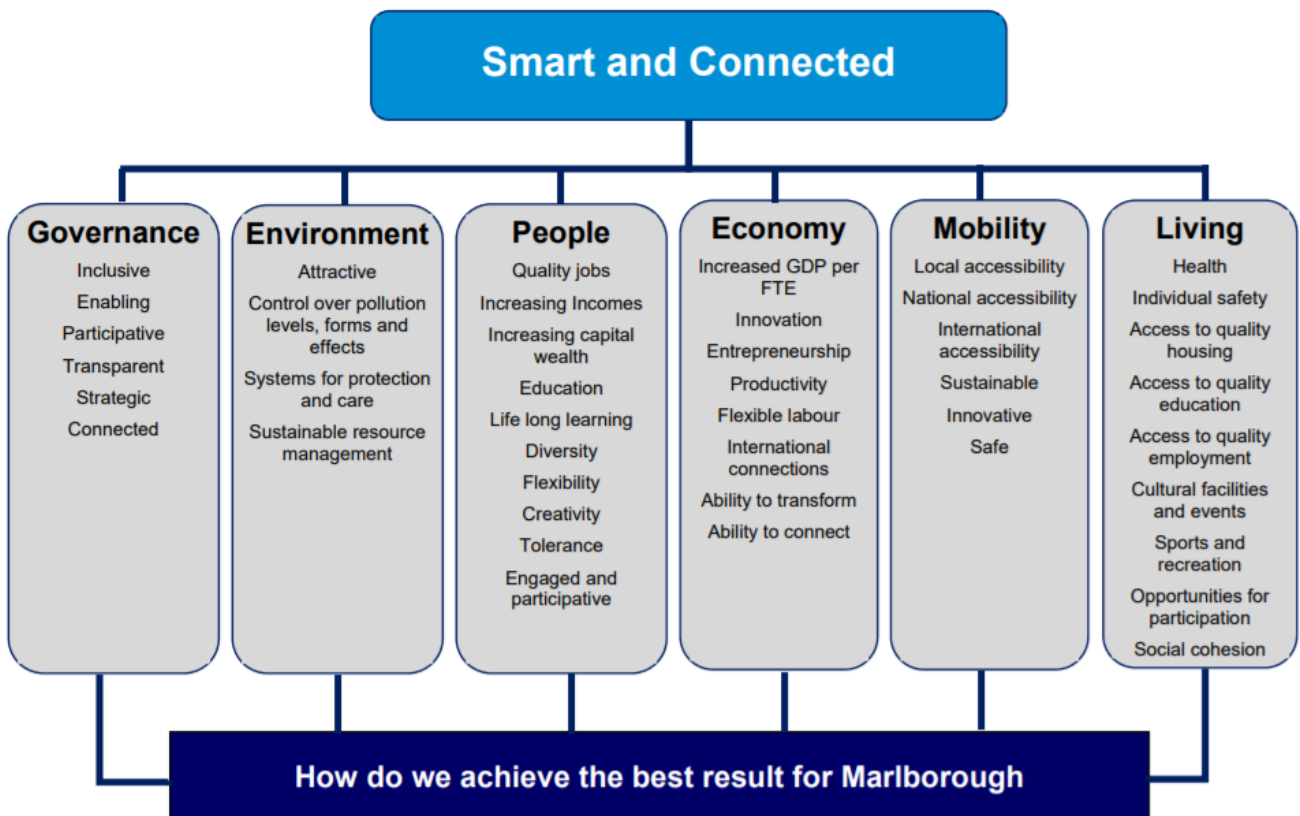 Smart and Connected
Governance
Inclusive
Enabling
Participative
Transparent
Strategic
Connected
Environment
Attractive
Control over pollution
levels, forms and
effects
Systems for protection
and care
Sustainable resource
management
People
Quality jobs
Increasing Incomes
Increasing capital
wealth
Education
Life long learning
Diversity
Flexibility
Creativity
Tolerance
Engaged and
participative
Economy
Increased GDP per
FTE
Innovation
Entrepreneurship
Productivity
Flexible labour
International
connections
Ability to transform
Ability to connect
Mobility
Local accessibility
National accessibility
International
accessibility
Sustainable
Innovative
Safe
Living
Health
Individual safety
Access to quality
housing
Access to quality
education
Access to quality
employment
Cultural facilities
and events
Sports and
recreation
Opportunities for
participation
Social cohesion
How do we achieve the best result for Marlborough